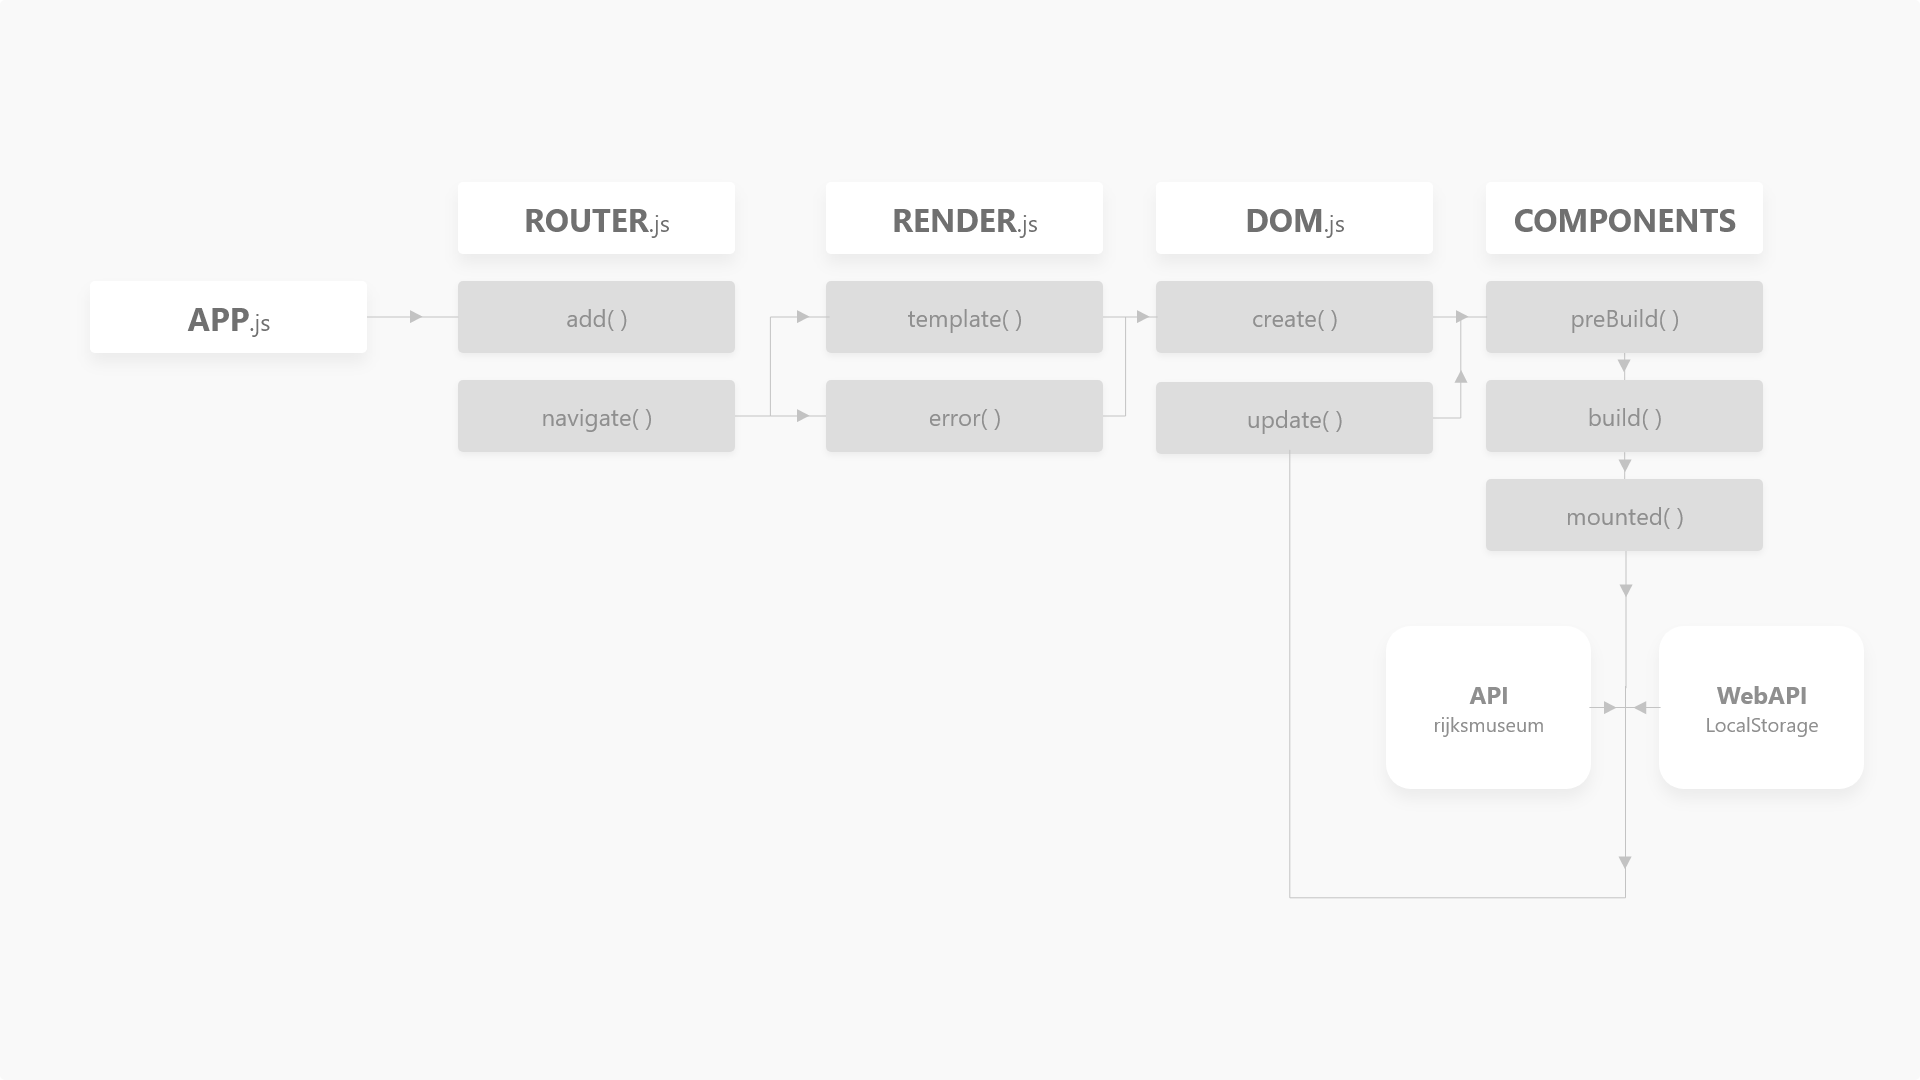 ROUTER.js
RENDER.js
DOM.js
COMPONENTS
APP.js
add( )
template( )
create( )
preBuild( )
navigate( )
error( )
update( )
build( )
mounted( )
API
rijksmuseum
WebAPI
LocalStorage